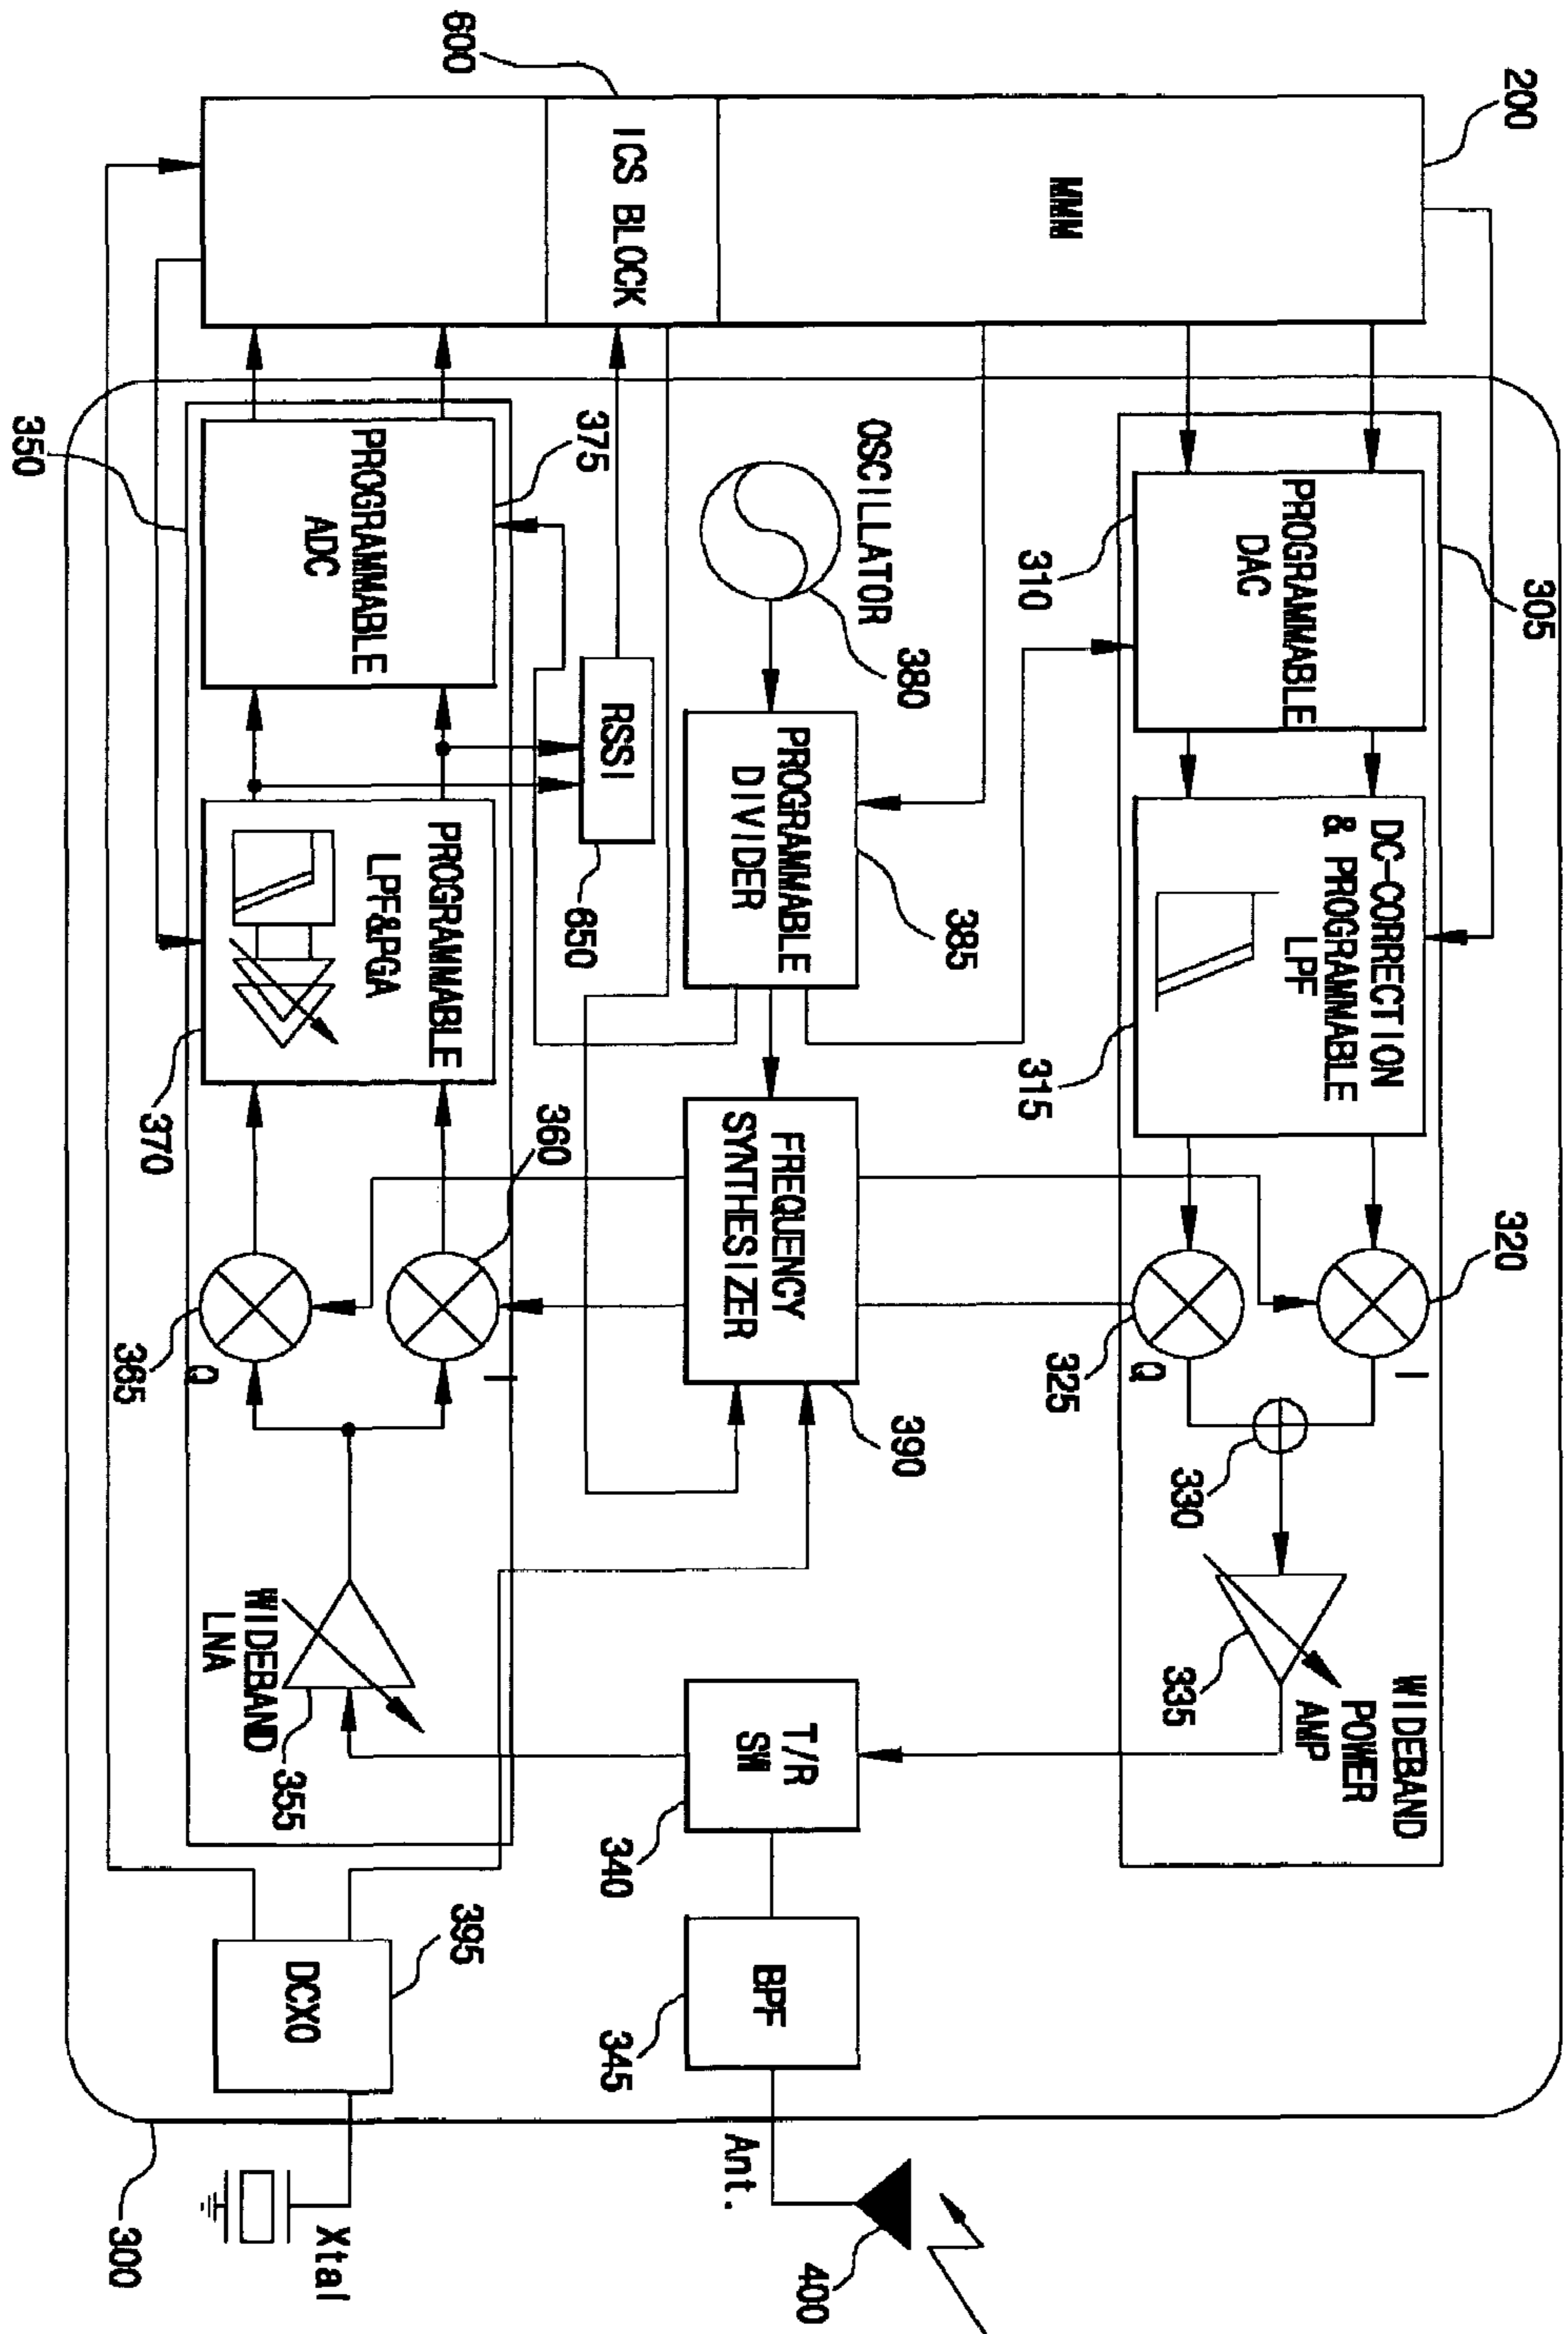 200
305
320
PROGRAMMABLE
DAC
DC-CORRECTION
& PROGRAMMABLE
LPF
I
WIDEBAND
POWER
AMP
Q
310
315
325
330
335
MMM
OSCILLATOR
380
385
390
PROGRAMMABLE
DIVIDER
FREQUENCY
SYNTHESIZER
T/R
SW
BPF
Ant.
400
340
345
ICS BLOCK
600
RSSI
650
375
360
395
PROGRAMMABLE
ADC
PROGRAMMABLE
LPF&PGA
I
Q
WIDEBAND
LNA
355
DCXO
Xtal
350
370
365
300